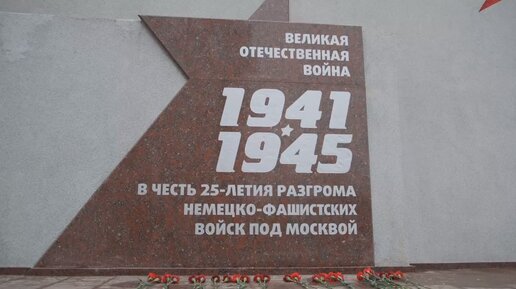 ВЕЛИКАЯ
ОТЕЧЕСТВЕННАЯ
ВОЙНА
1941
1945
В ЧЕСТЬ 25-ЛЕТИЯ РАЗГРОМА
НЕМЕЦКО-ФАШИСТСКИХ
ВОЙСК ПОД МОСКВОЙ